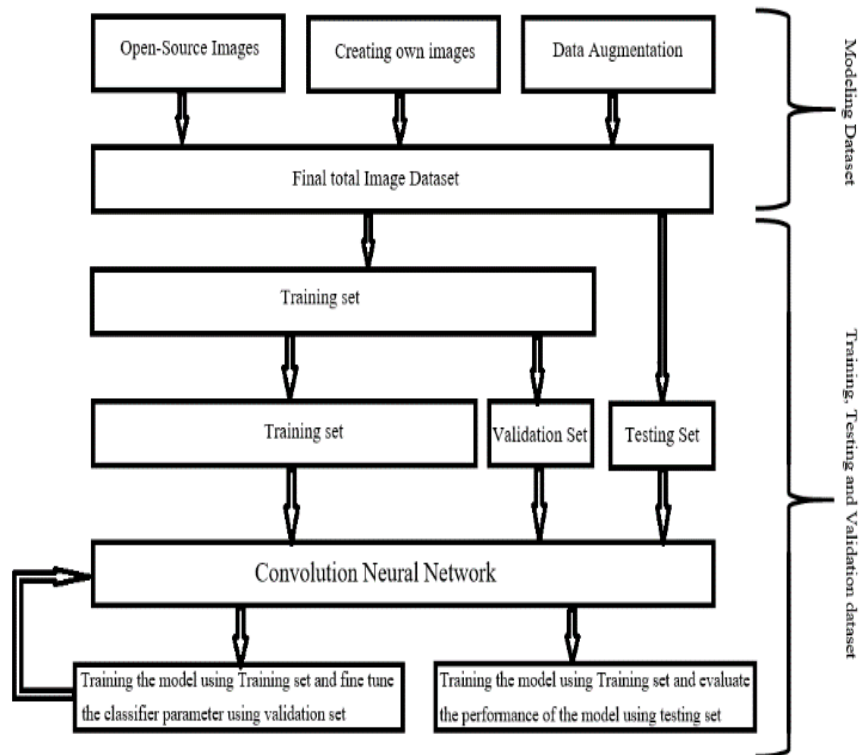 Open-Source Images
Creating own images
Data Augmentation
Final total Image Dataset
Modeling Dataset
Training set
Training set
Validation Set
Testing Set
Convolution Neural Network
Training the model using Training set and fine tune
the classifier parameter using validation set
Training the model using Training set and evaluate
the performance of the model using testing set
Training, Testing and Validation dataset